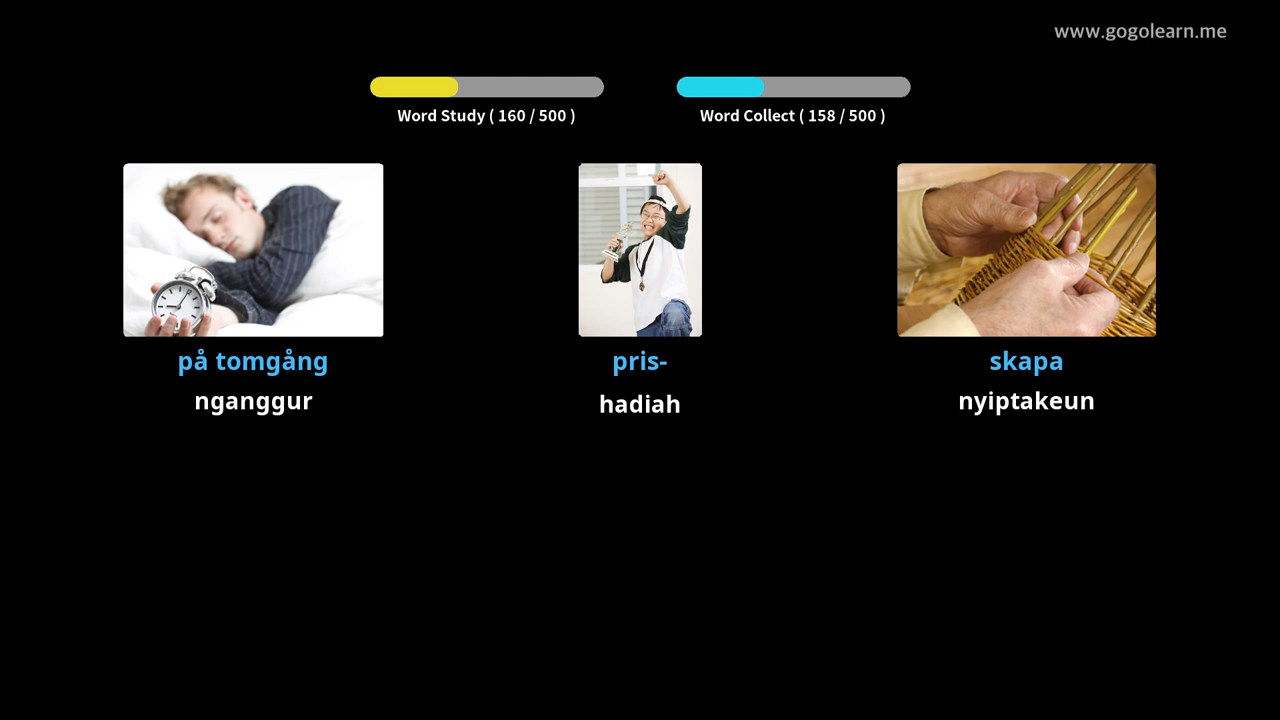 www.gogolearn.me
Word Study ( 160 / 500 )
Word Collect ( 158 / 500 )
på tomgång
nganggur
pris-
hadiah
skapa
nyiptakeun